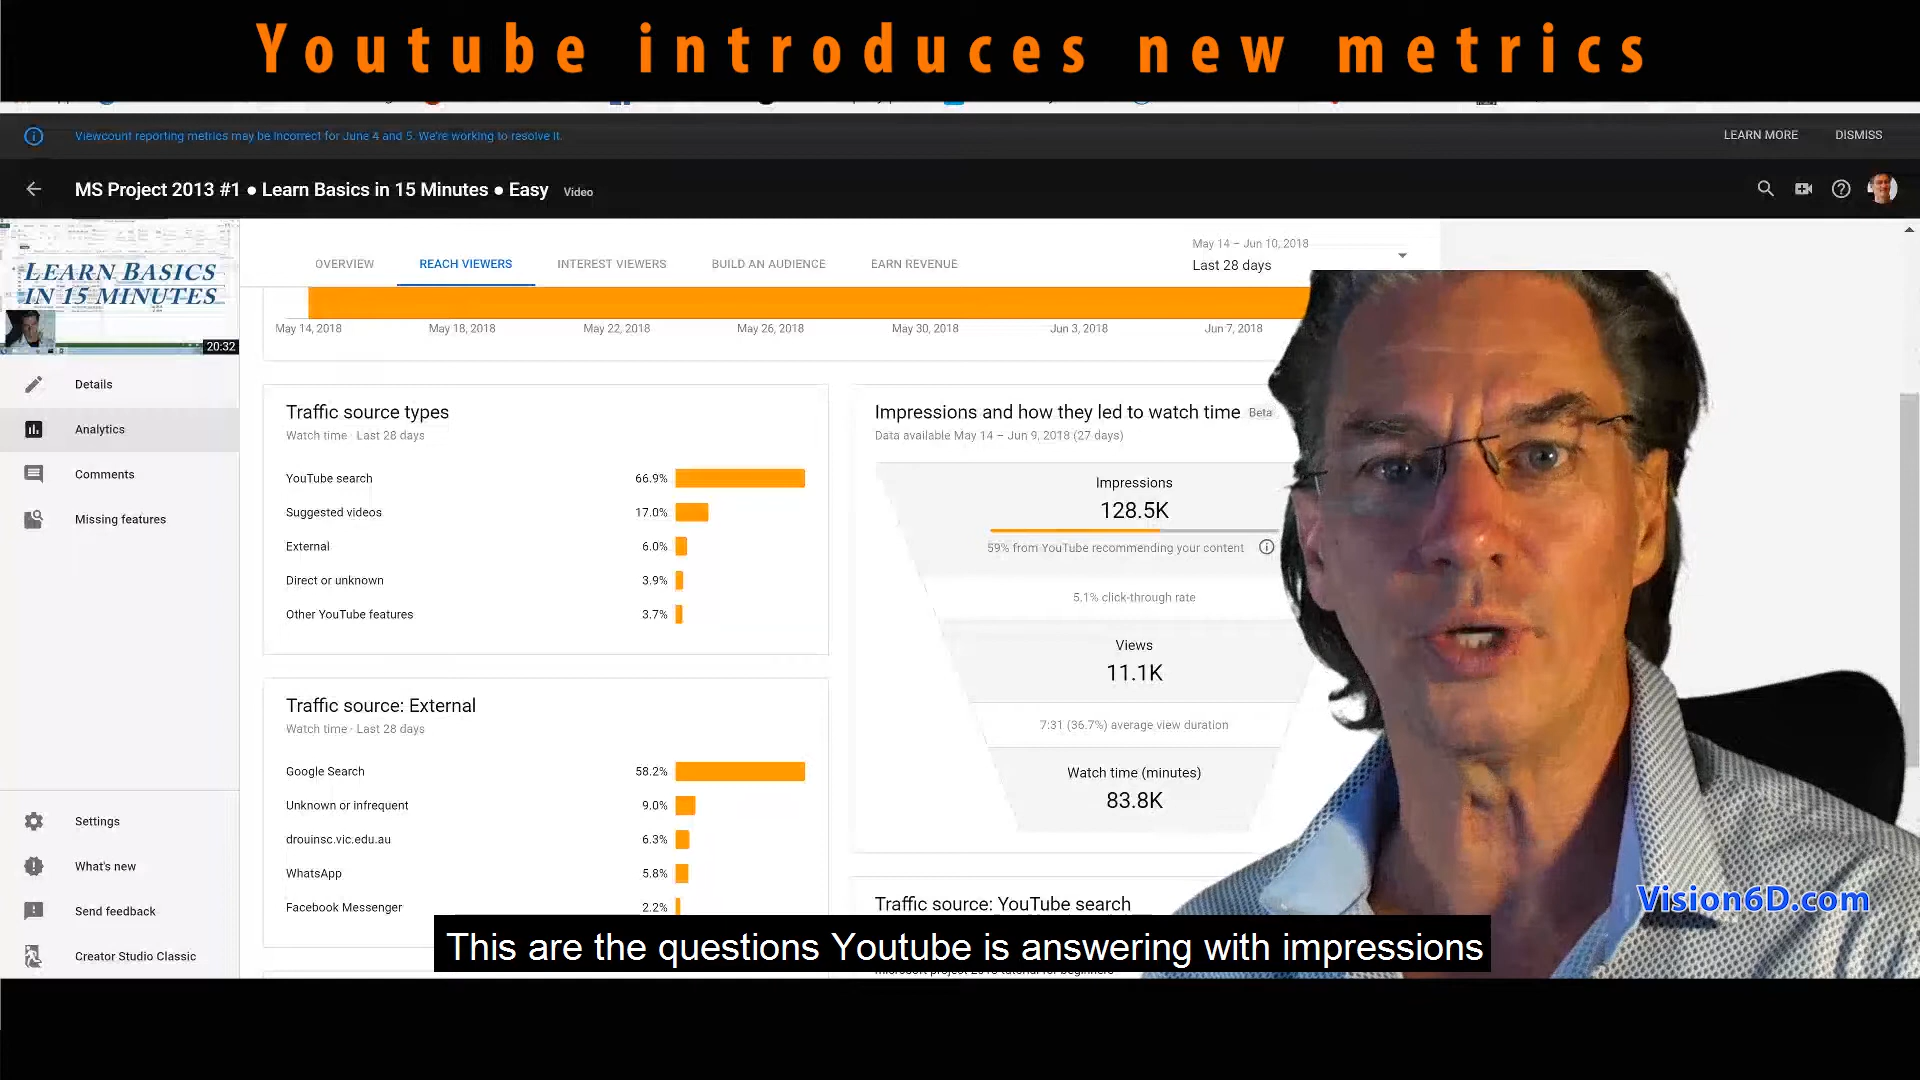 Youtube introduces new metrics
Viewcount reporting metrics may be incorrect for June 4 and 5. We're working to resolve it.
LEARN MORE
DISMISS
MS Project 2013 #1 ● Learn Basics in 15 Minutes ● Easy Video
LEARN BASICS
IN 15 MINUTES
20:32
Details
Analytics
Comments
Missing features
Settings
What's new
Send feedback
Creator Studio Classic
OVERVIEW
REACH VIEWERS
INTEREST VIEWERS
BUILD AN AUDIENCE
EARN REVENUE
May 14 – Jun 10, 2018
Last 28 days
May 14, 2018
May 18, 2018
May 22, 2018
May 26, 2018
May 30, 2018
Jun 3, 2018
Jun 7, 2018
Traffic source types
Watch time · Last 28 days
YouTube search 66.9%
Suggested videos 17.0%
External 6.0%
Direct or unknown 3.9%
Other YouTube features 3.7%
Traffic source: External
Watch time · Last 28 days
Google Search 58.2%
Unknown or infrequent 9.0%
drouinsc.vic.edu.au 6.3%
WhatsApp 5.8%
Facebook Messenger 2.2%
Impressions and how they led to watch time Beta
Data available May 14 – Jun 9, 2018 (27 days)
Impressions
128.5K
59% from YouTube recommending your content
5.1% click-through rate
Views
11.1K
7:31 (36.7%) average view duration
Watch time (minutes)
83.8K
Traffic source: YouTube search
Vision6D.com
This are the questions Youtube is answering with impressions